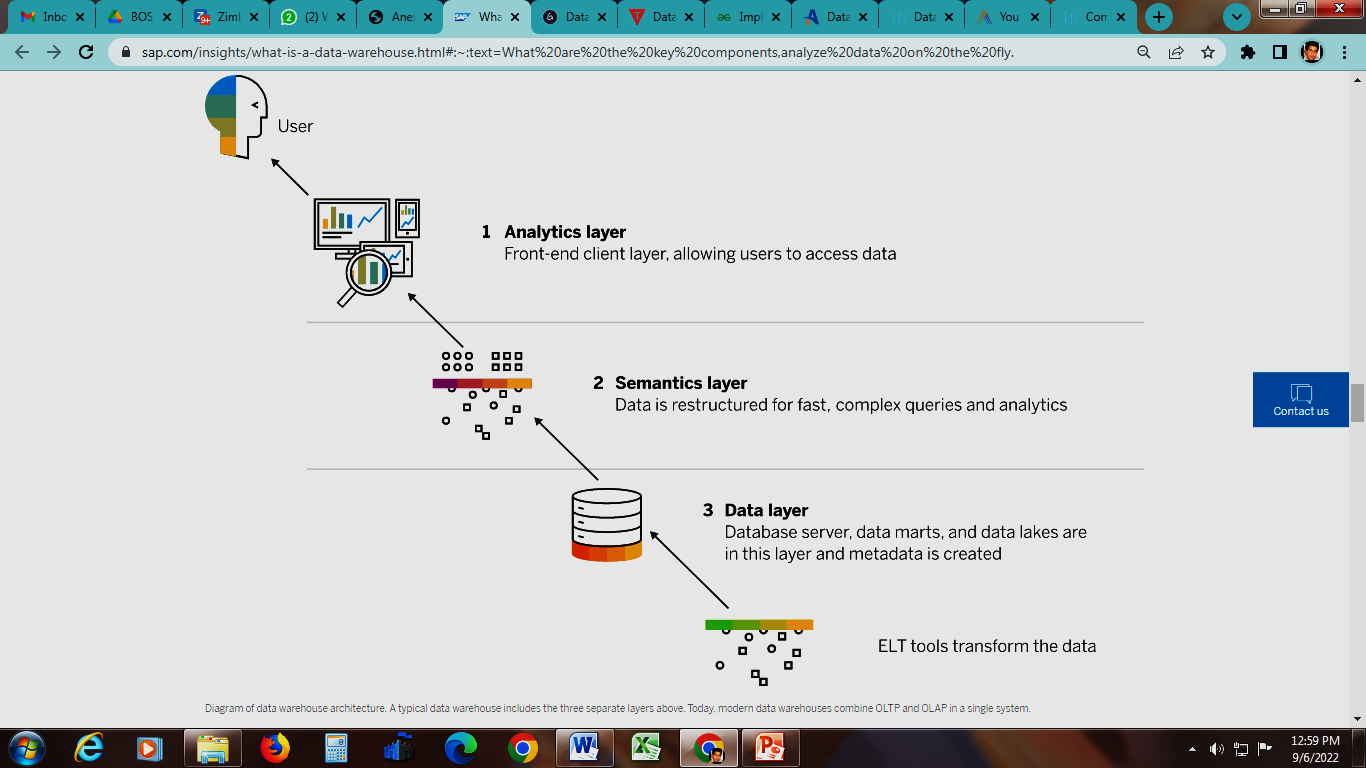 Inbo
BOS
Zimb
(2) V
Ane:
Wha
Data
Data
Impl
Data
Data
You
Con
sap.com/insights/what-is-a-data-warehouse.html#:~:text=What%20are%20the%20key%20components,analyze%20data%20on%20the%20fly.
User
1 Analytics layer
Front-end client layer, allowing users to access data
2 Semantics layer
Data is restructured for fast, complex queries and analytics
Contact us
3 Data layer
Database server, data marts, and data lakes are
in this layer and metadata is created
ELT tools transform the data
Diagram of data warehouse architecture. A typical data warehouse includes the three separate layers above. Today, modern data warehouses combine OLTP and OLAP in a single system.
12:59 PM
9/6/2022